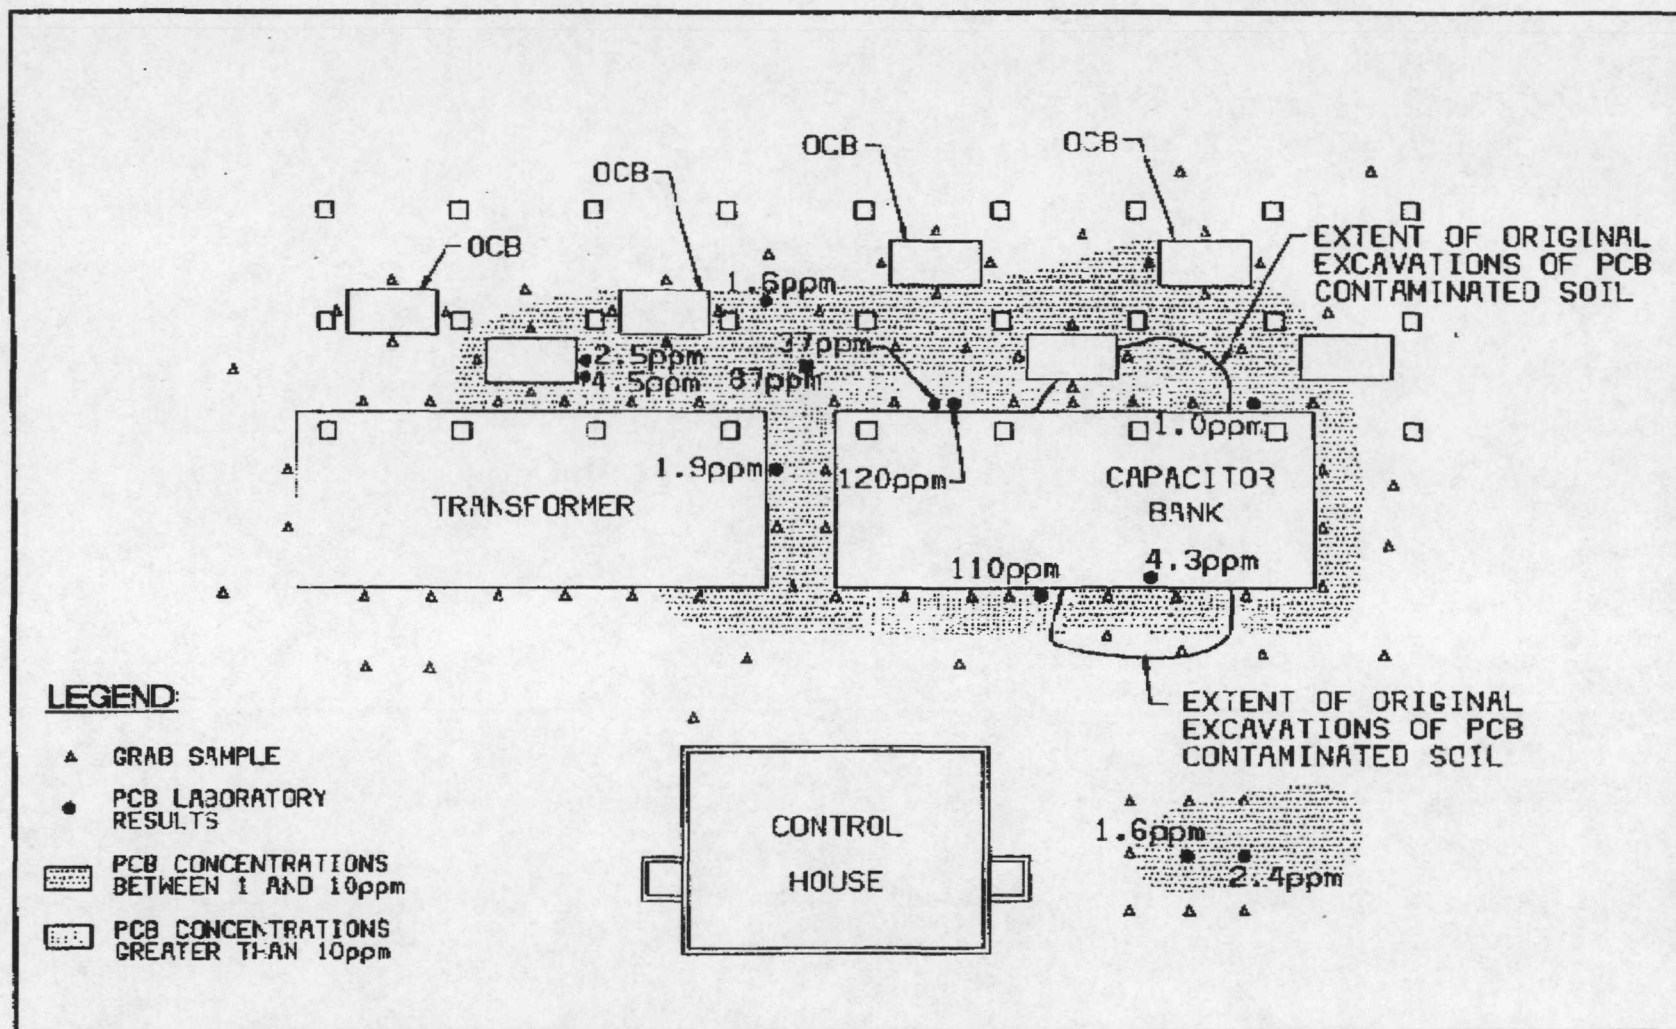 OCB
OCB
OCB
OCB
EXTENT OF ORIGINAL
EXCAVATIONS OF PCB
CONTAMINATED SOIL
1.6ppm
37ppm
2.5ppm
4.5ppm
87ppm
1.0ppm
1.9ppm
120ppm
TRANSFORMER
CAPACITOR
BANK
110ppm
4.3ppm
EXTENT OF ORIGINAL
EXCAVATIONS OF PCB
CONTAMINATED SOIL
LEGEND:
GRAB SAMPLE
PCB LABORATORY
RESULTS
PCB CONCENTRATIONS
BETWEEN 1 AND 10ppm
PCB CONCENTRATIONS
GREATER THAN 10ppm
CONTROL
HOUSE
1.6ppm
2.4ppm